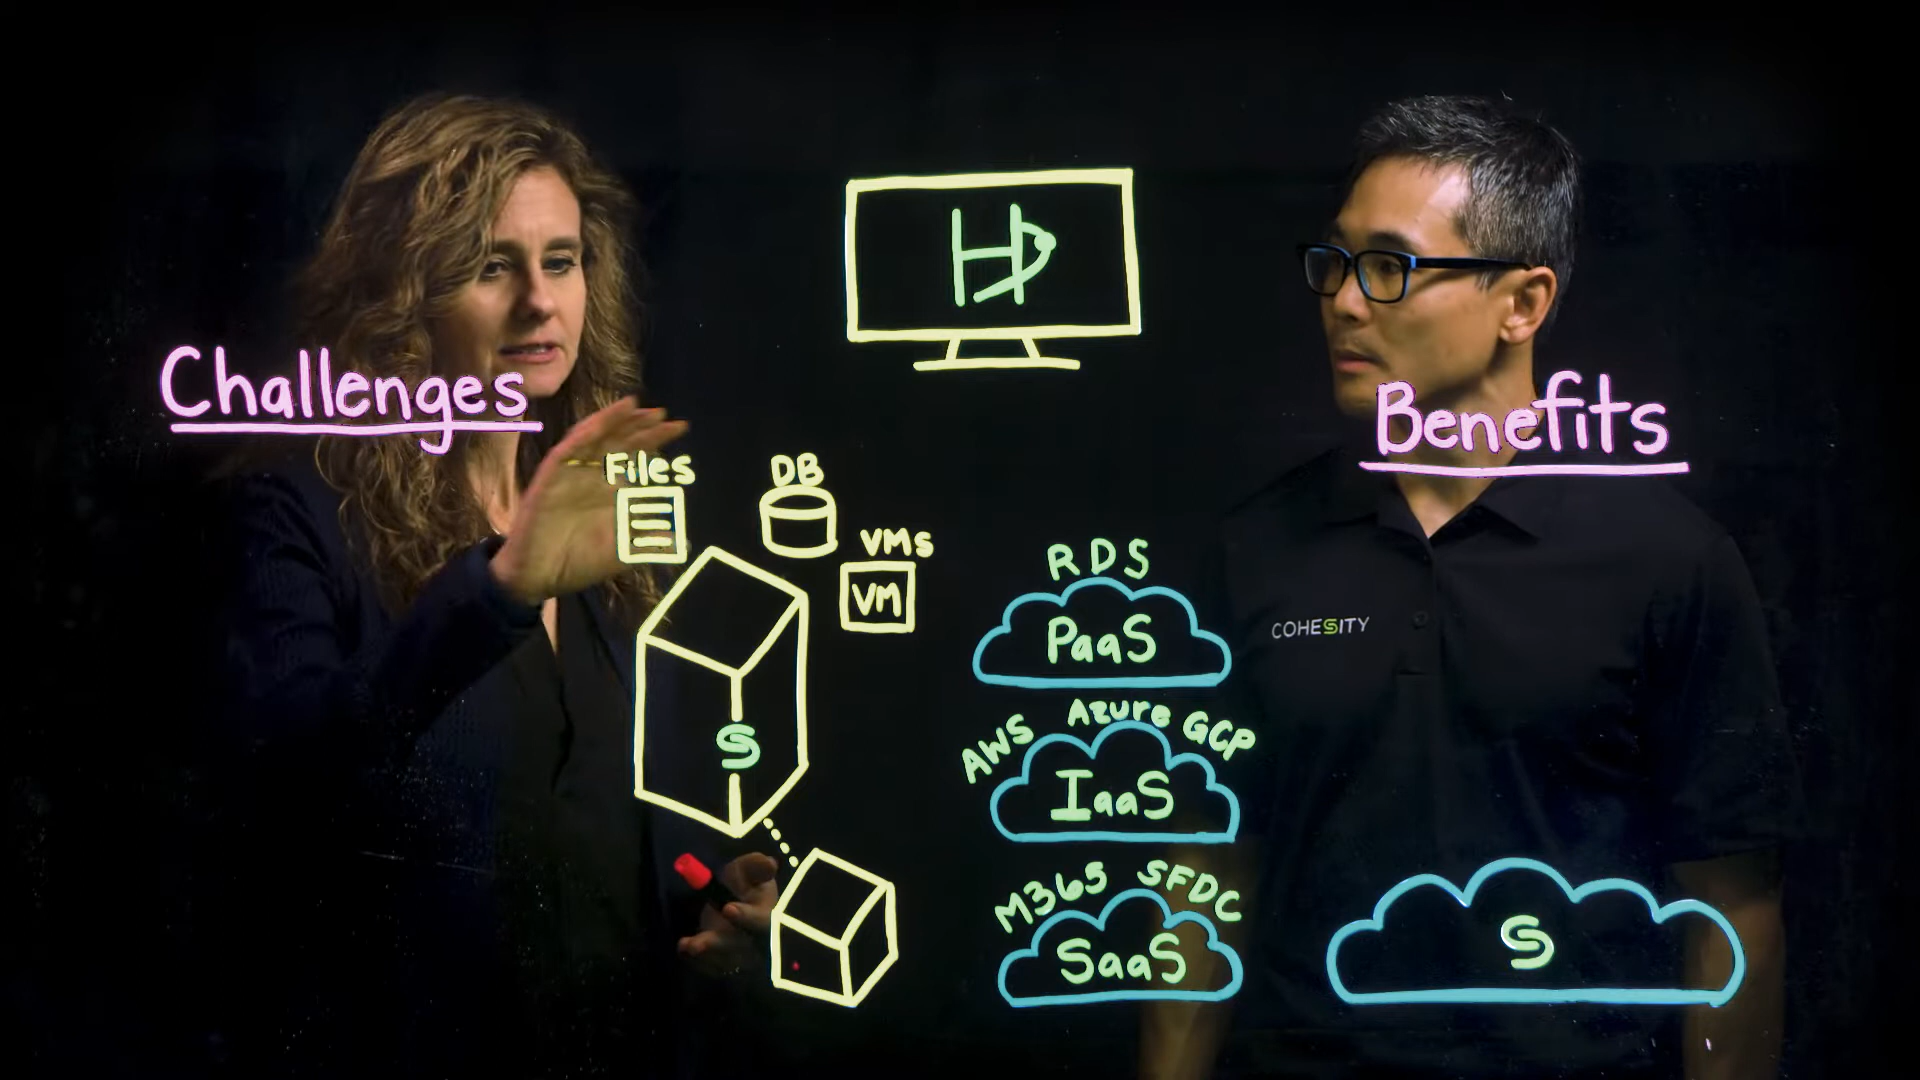 Challenges
Benefits
Files
DB
VMs
VM
S
RDS
PaaS
AWS Azure GCP
IaaS
M365 SFDC
SaaS
S
COHESITY